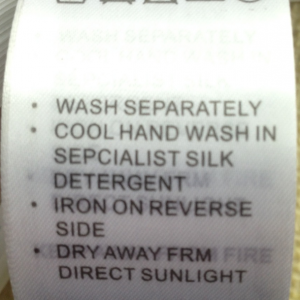 • WASH SEPARATELY
• COOL HAND WASH IN
SEPCIALIST SILK
DETERGENT
• IRON ON REVERSE
SIDE
• DRY AWAY FRM
DIRECT SUNLIGHT